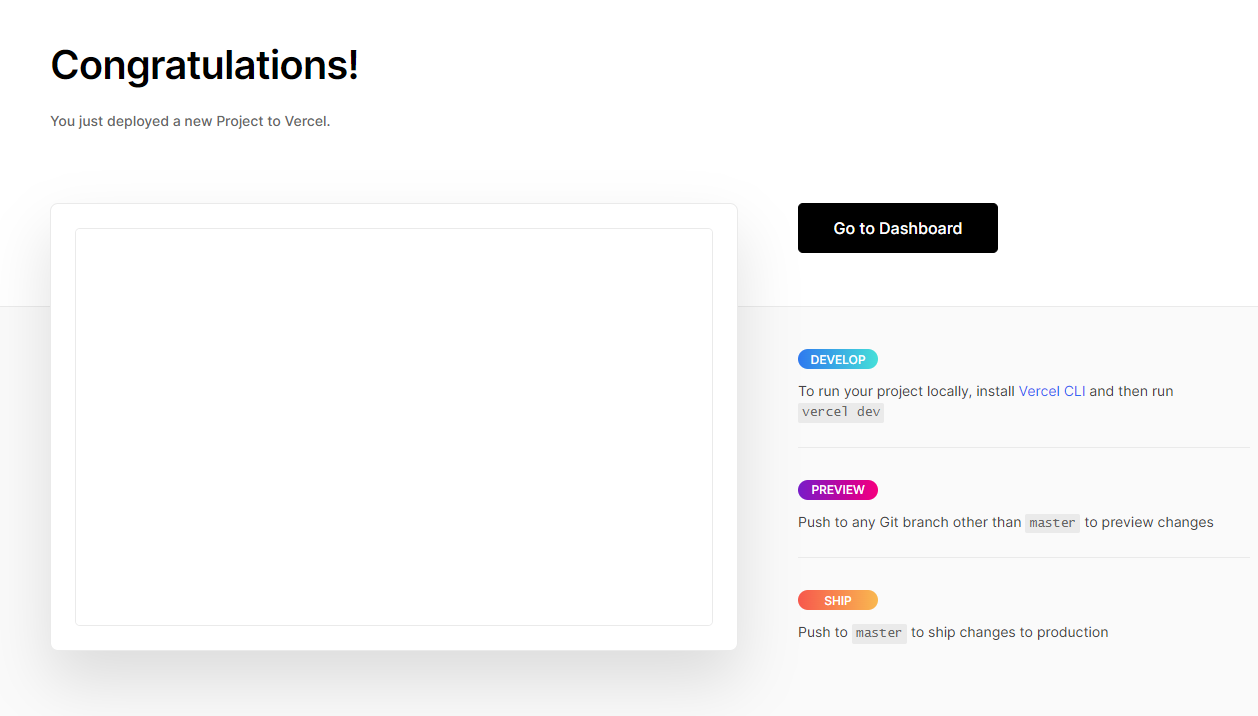 Congratulations!
You just deployed a new Project to Vercel.
Go to Dashboard
DEVELOP
To run your project locally, install Vercel CLI and then run
vercel dev
PREVIEW
Push to any Git branch other than master to preview changes
SHIP
Push to master to ship changes to production